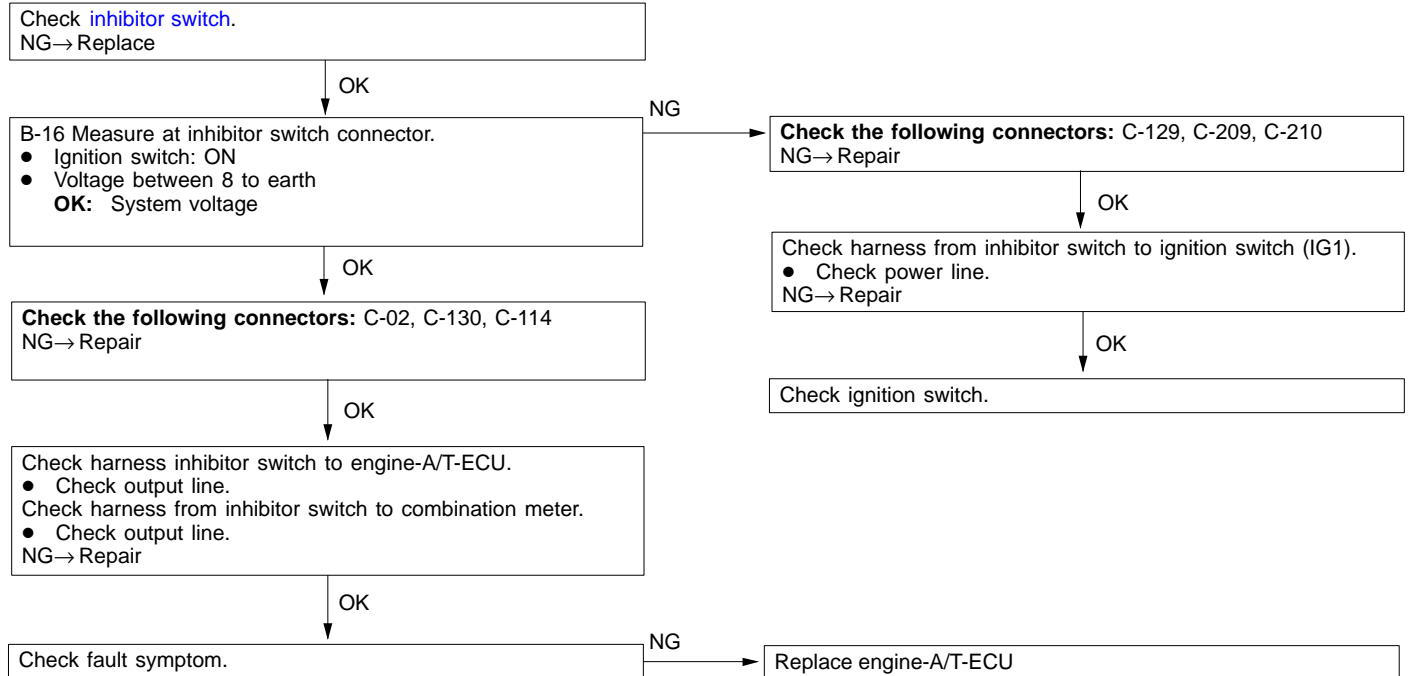 Check inhibitor switch.
NG→Replace
OK
B-16 Measure at inhibitor switch connector.
● Ignition switch: ON
● Voltage between 8 to earth
OK: System voltage
NG
Check the following connectors: C-129, C-209, C-210
NG→Repair
OK
Check harness from inhibitor switch to ignition switch (IG1).
● Check power line.
NG→Repair
OK
Check ignition switch.
OK
Check the following connectors: C-02, C-130, C-114
NG→Repair
OK
Check harness inhibitor switch to engine-A/T-ECU.
● Check output line.
Check harness from inhibitor switch to combination meter.
● Check output line.
NG→Repair
OK
Check fault symptom.
NG
Replace engine-A/T-ECU